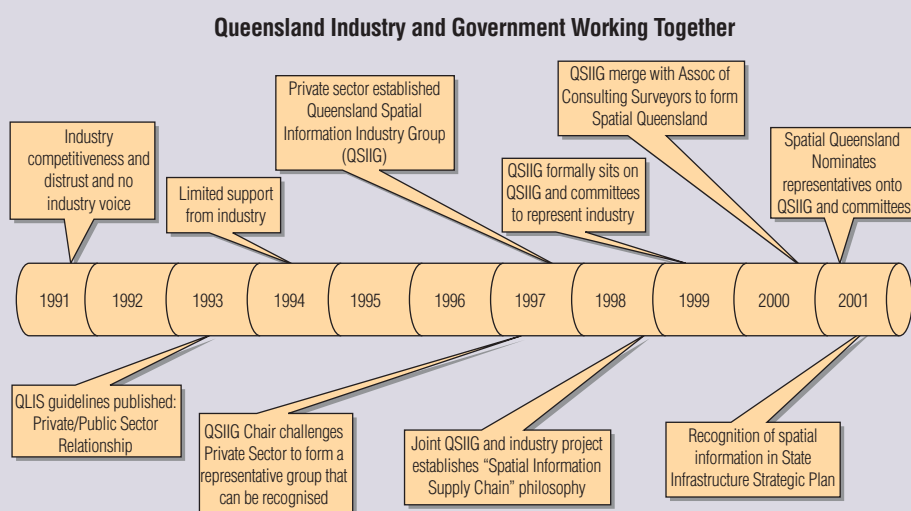 Queensland Industry and Government Working Together
Industry
competitiveness and
distrust and no
industry voice
Limited support
from industry
Private sector established
Queensland Spatial
Information Industry Group
(QSIIG)
QSIIG formally sits on
QSIIG and committees
to represent industry
QSIIG merge with Assoc of
Consulting Surveyors to form
Spatial Queensland
Spatial Queensland
Nominates
representatives onto
QSIIG and committees
1991 1992 1993 1994 1995 1996 1997 1998 1999 2000 2001
QLIS guidelines published:
Private/Public Sector
Relationship
QSIIG Chair challenges
Private Sector to form a
representative group that
can be recognised
Joint QSIIG and industry project
establishes “Spatial Information
Supply Chain” philosophy
Recognition of spatial
information in State
Infrastructure Strategic Plan